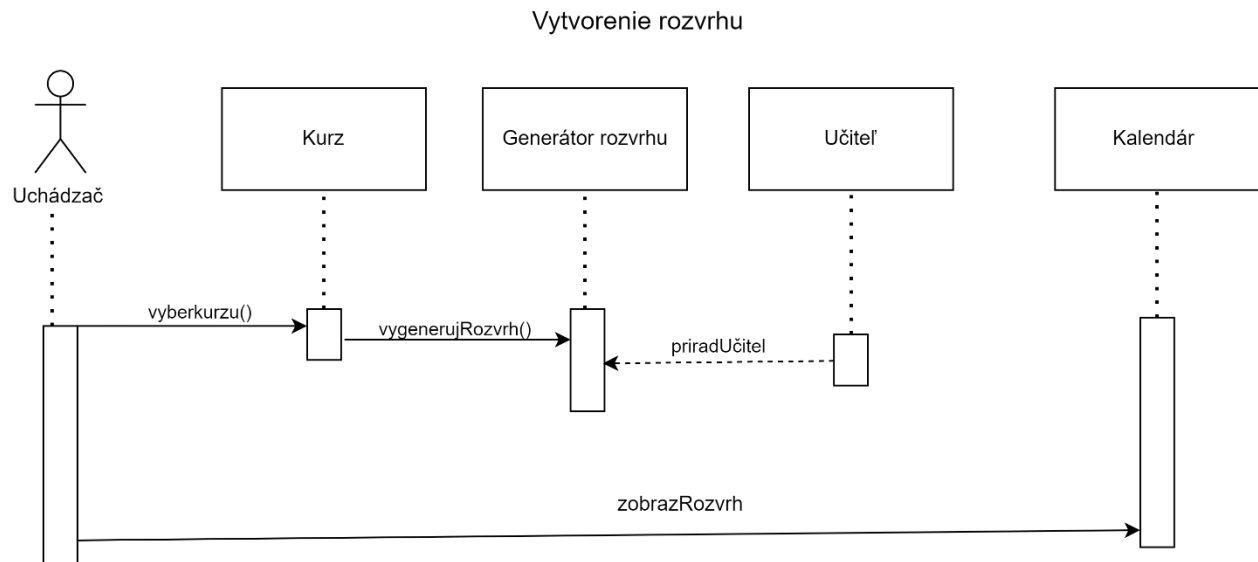 Vytvorenie rozvrhu
Uchádzač
Kurz
Generátor rozvrhu
Učiteľ
Kalendár
vyberkurzu()
vygenerujRozvrh()
priradUčitel
zobrazRozvrh